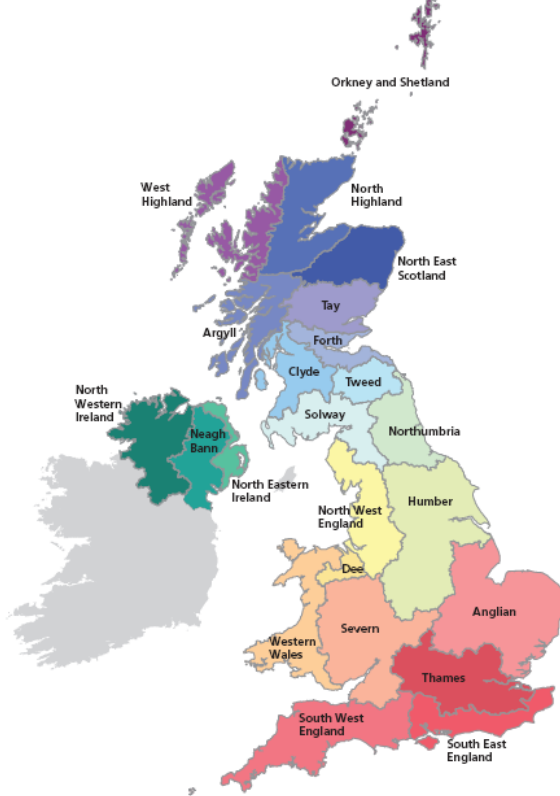 Orkney and Shetland
West
Highland
North
Highland
North East
Scotland
Tay
Argyll
Forth
Clyde
Tweed
North
Western
Ireland
Solway
Neagh
Bann
Northumbria
North Eastern
Ireland
Humber
North West
England
Dee
Anglian
Severn
Western
Wales
Thames
South West
England
South East
England